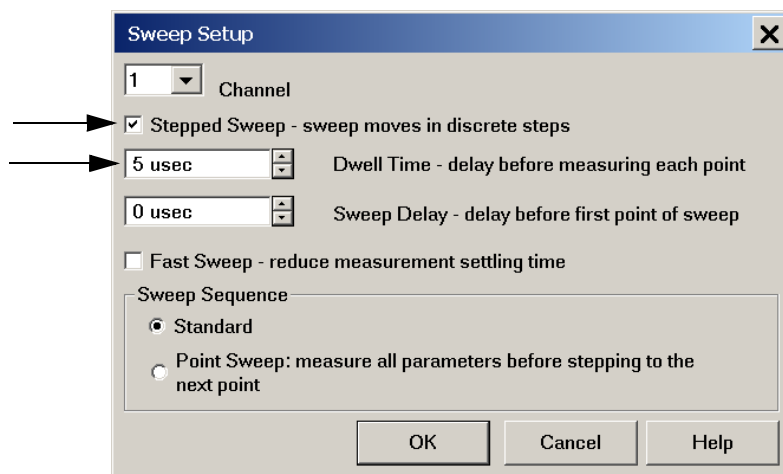 Sweep Setup
1 Channel
Stepped Sweep - sweep moves in discrete steps
5 usec Dwell Time - delay before measuring each point
0 usec Sweep Delay - delay before first point of sweep
Fast Sweep - reduce measurement settling time
Sweep Sequence
Standard
Point Sweep: measure all parameters before stepping to the
next point
OK Cancel Help